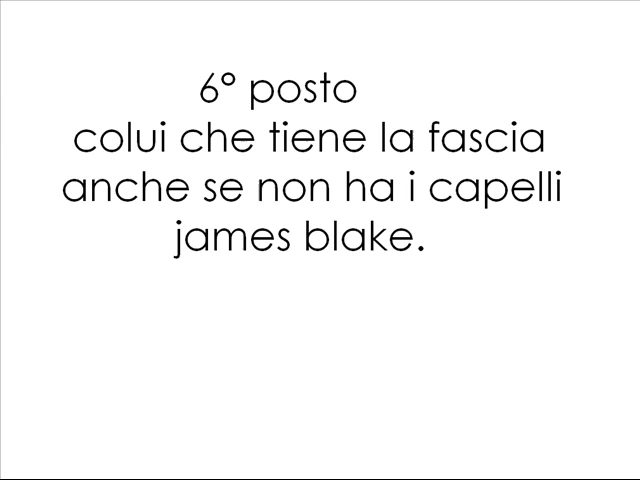 6° posto
colui che tiene la fascia
anche se non ha i capelli
james blake.